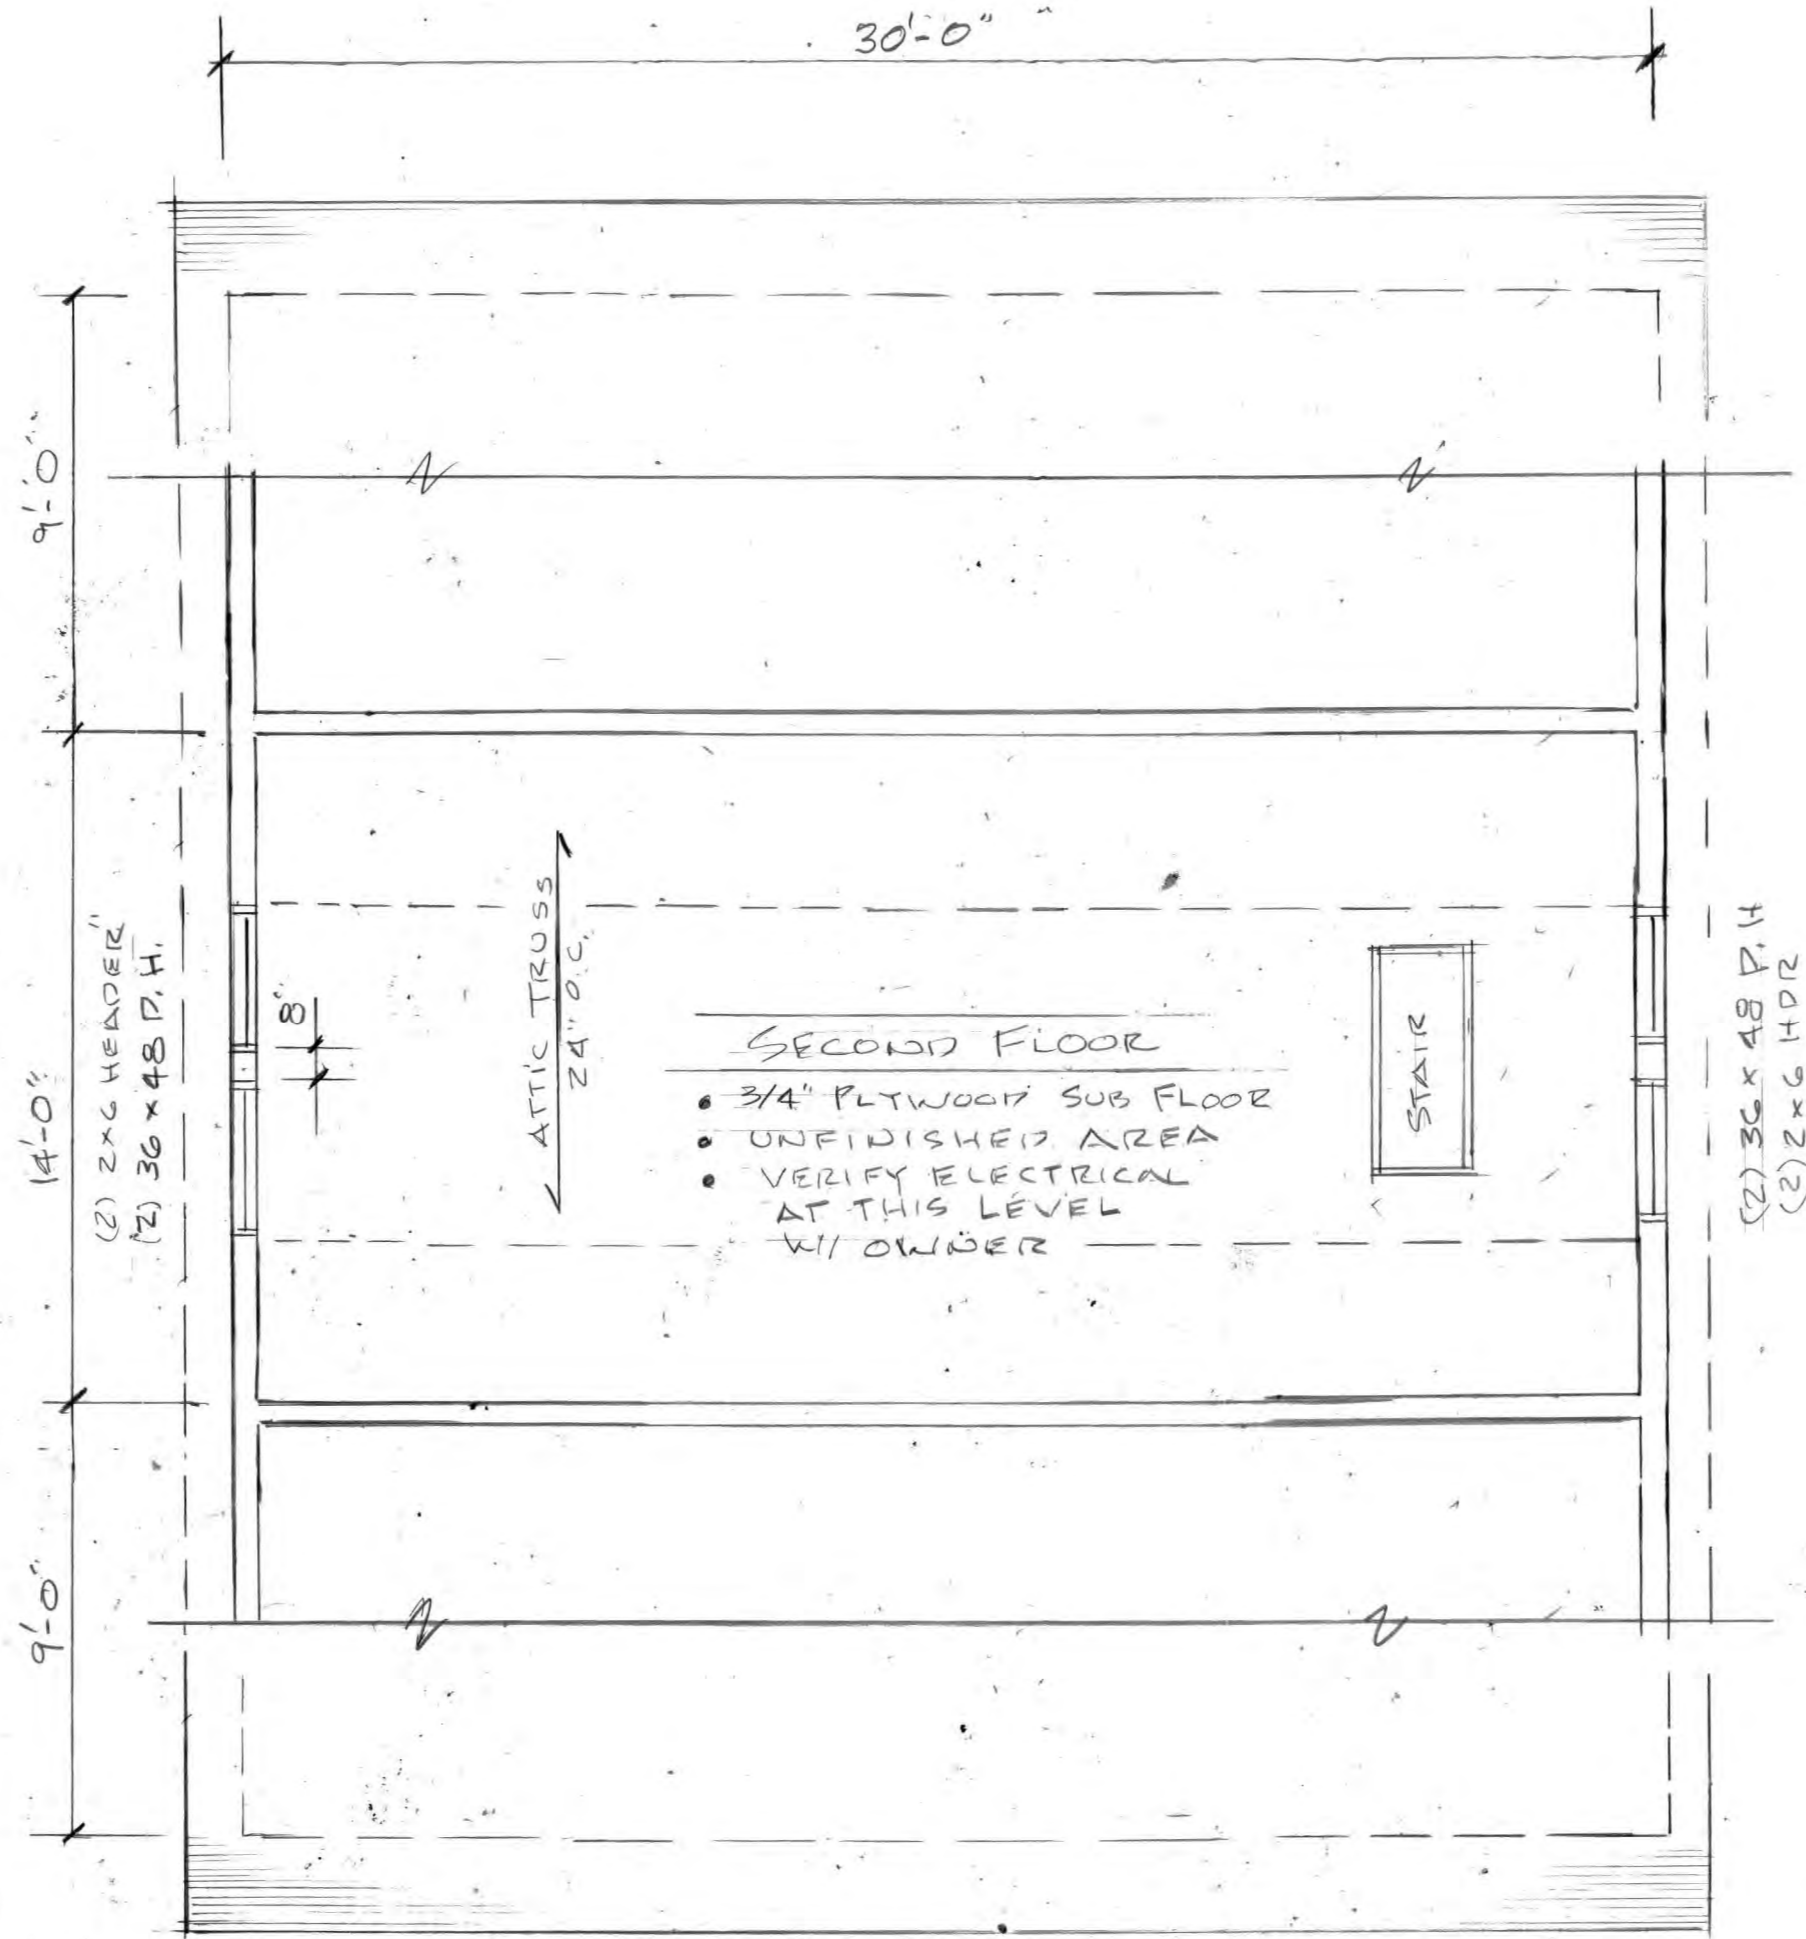 30'-0"
9'-0"
14'-0"
9'-0"
(2) 2x6 HEADER
(2) 36 x 48 D.H.
8"
ATTIC TRUSS
24" O.C.
SECOND FLOOR
• 3/4" PLYWOOD SUB FLOOR
• UNFINISHED AREA
• VERIFY ELECTRICAL
AT THIS LEVEL
W/ OWNER
STAIR
(2) 36 x 48 D.H
(2) 2x6 HDR